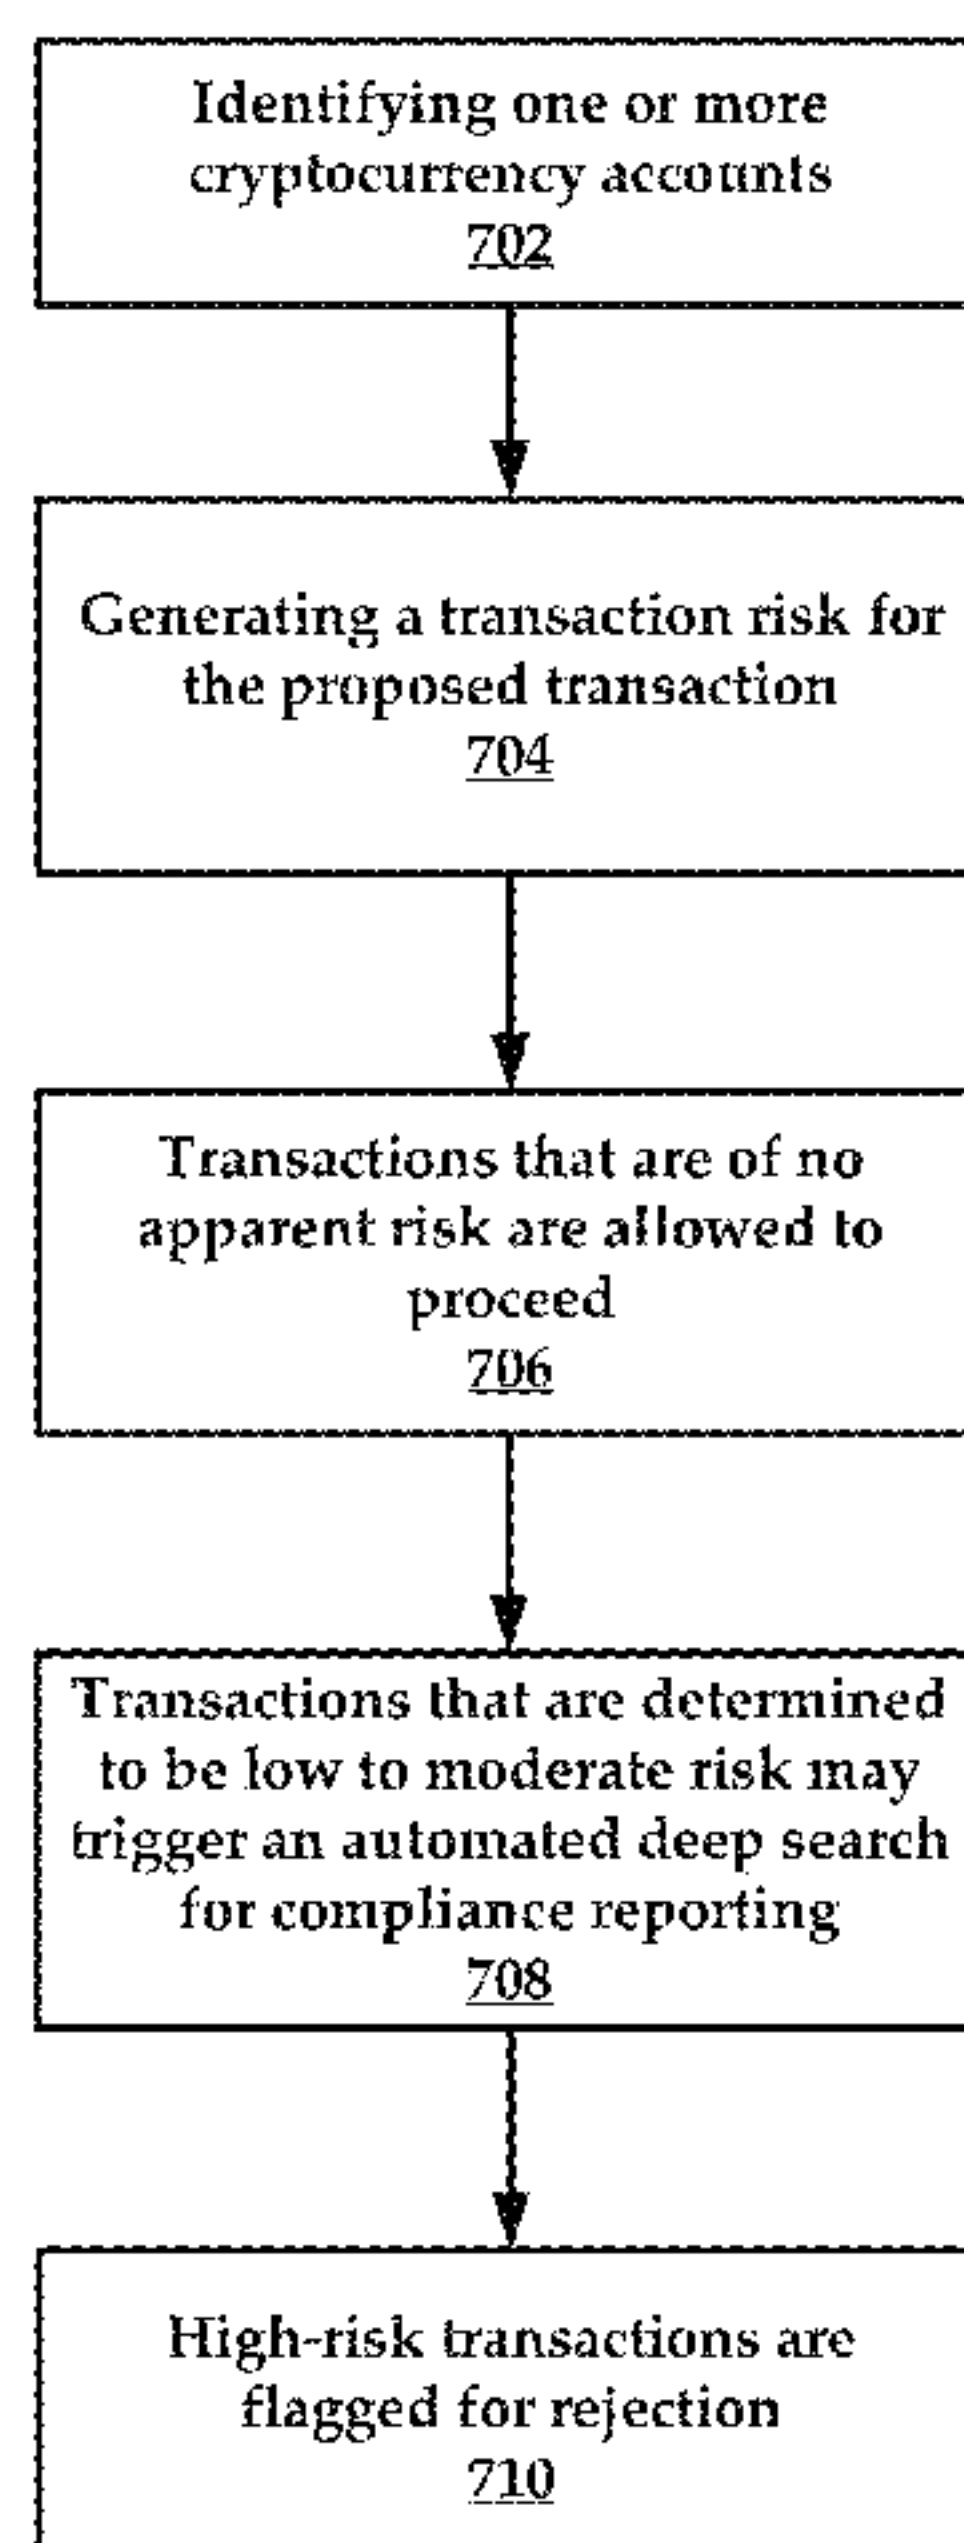 Identifying one or more
cryptocurrency accounts
702
Generating a transaction risk for
the proposed transaction
704
Transactions that are of no
apparent risk are allowed to
proceed
706
Transactions that are determined
to be low to moderate risk may
trigger an automated deep search
for compliance reporting
708
High-risk transactions are
flagged for rejection
710